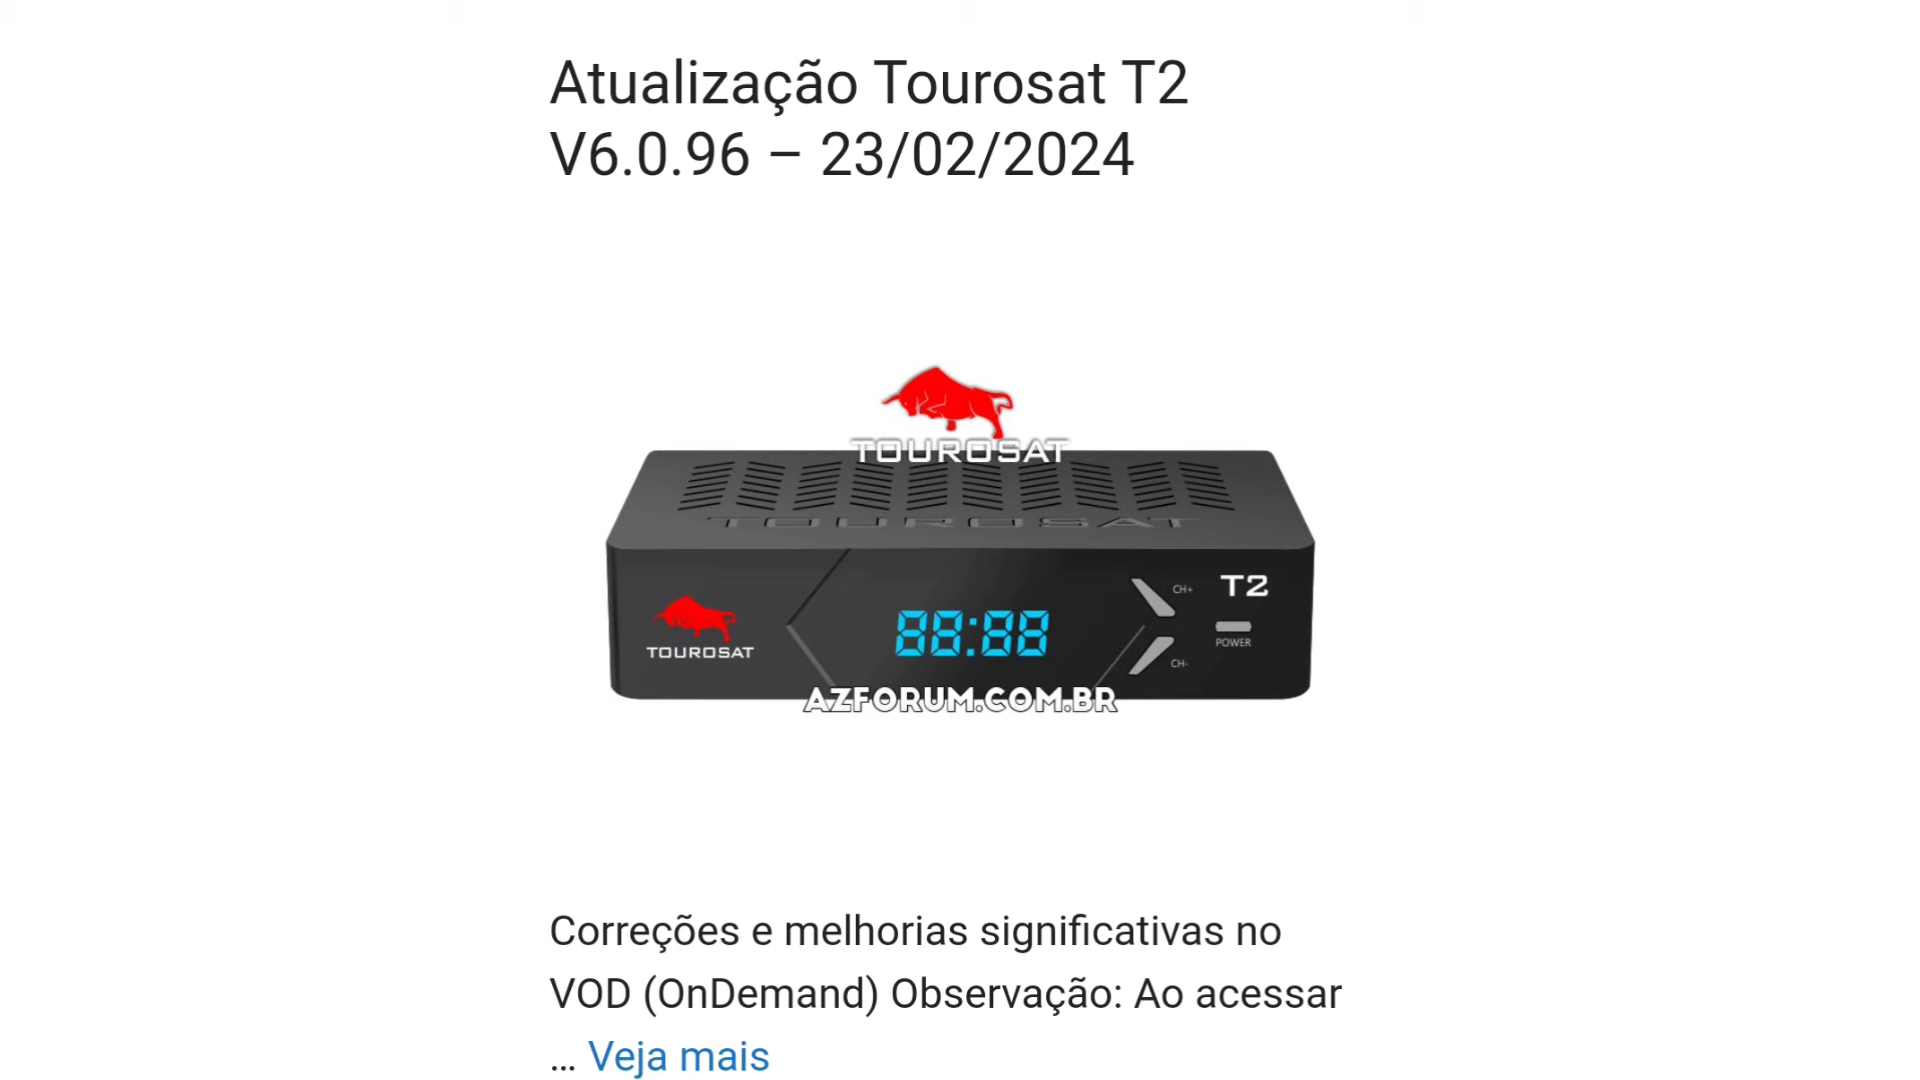 Atualização Tourosat T2
V6.0.96 – 23/02/2024
TOUROSAT
TOUROSAT
CH+
T2
88:88
POWER
TOUROSAT
CH-
AZFORUM.COM.BR
Correções e melhorias significativas no
VOD (OnDemand) Observação: Ao acessar
... Veja mais